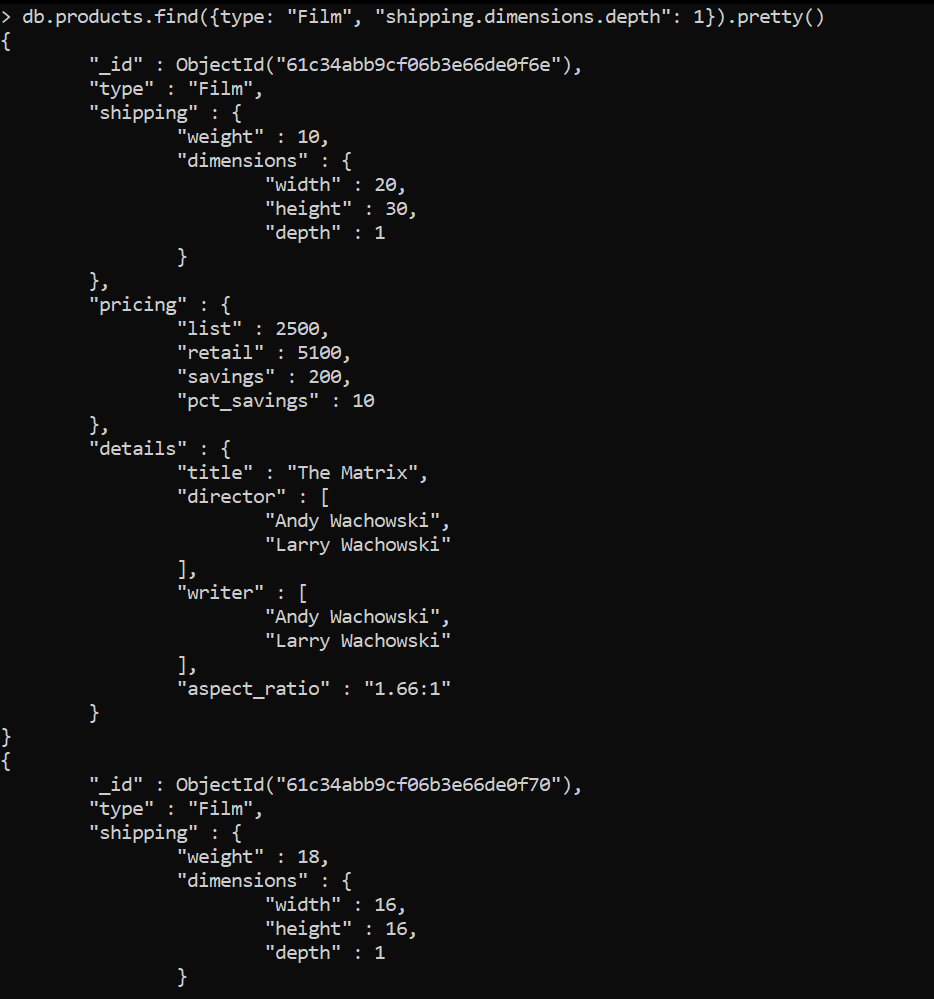 > db.products.find({type: "Film", "shipping.dimensions.depth": 1}).pretty()
{
        "_id" : ObjectId("61c34abb9cf06b3e66de0f6e"),
        "type" : "Film",
        "shipping" : {
                "weight" : 10,
                "dimensions" : {
                        "width" : 20,
                        "height" : 30,
                        "depth" : 1
                }
        },
        "pricing" : {
                "list" : 2500,
                "retail" : 5100,
                "savings" : 200,
                "pct_savings" : 10
        },
        "details" : {
                "title" : "The Matrix",
                "director" : [
                        "Andy Wachowski",
                        "Larry Wachowski"
                ],
                "writer" : [
                        "Andy Wachowski",
                        "Larry Wachowski"
                ],
                "aspect_ratio" : "1.66:1"
        }
}
{
        "_id" : ObjectId("61c34abb9cf06b3e66de0f70"),
        "type" : "Film",
        "shipping" : {
                "weight" : 18,
                "dimensions" : {
                        "width" : 16,
                        "height" : 16,
                        "depth" : 1
                }